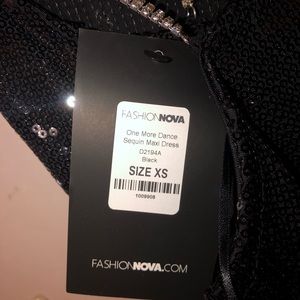 FASHIONNOVA
One More Dance
Sequin Maxi Dress
D2194A
Black
SIZE XS
1009908
FASHIONNOVA.COM